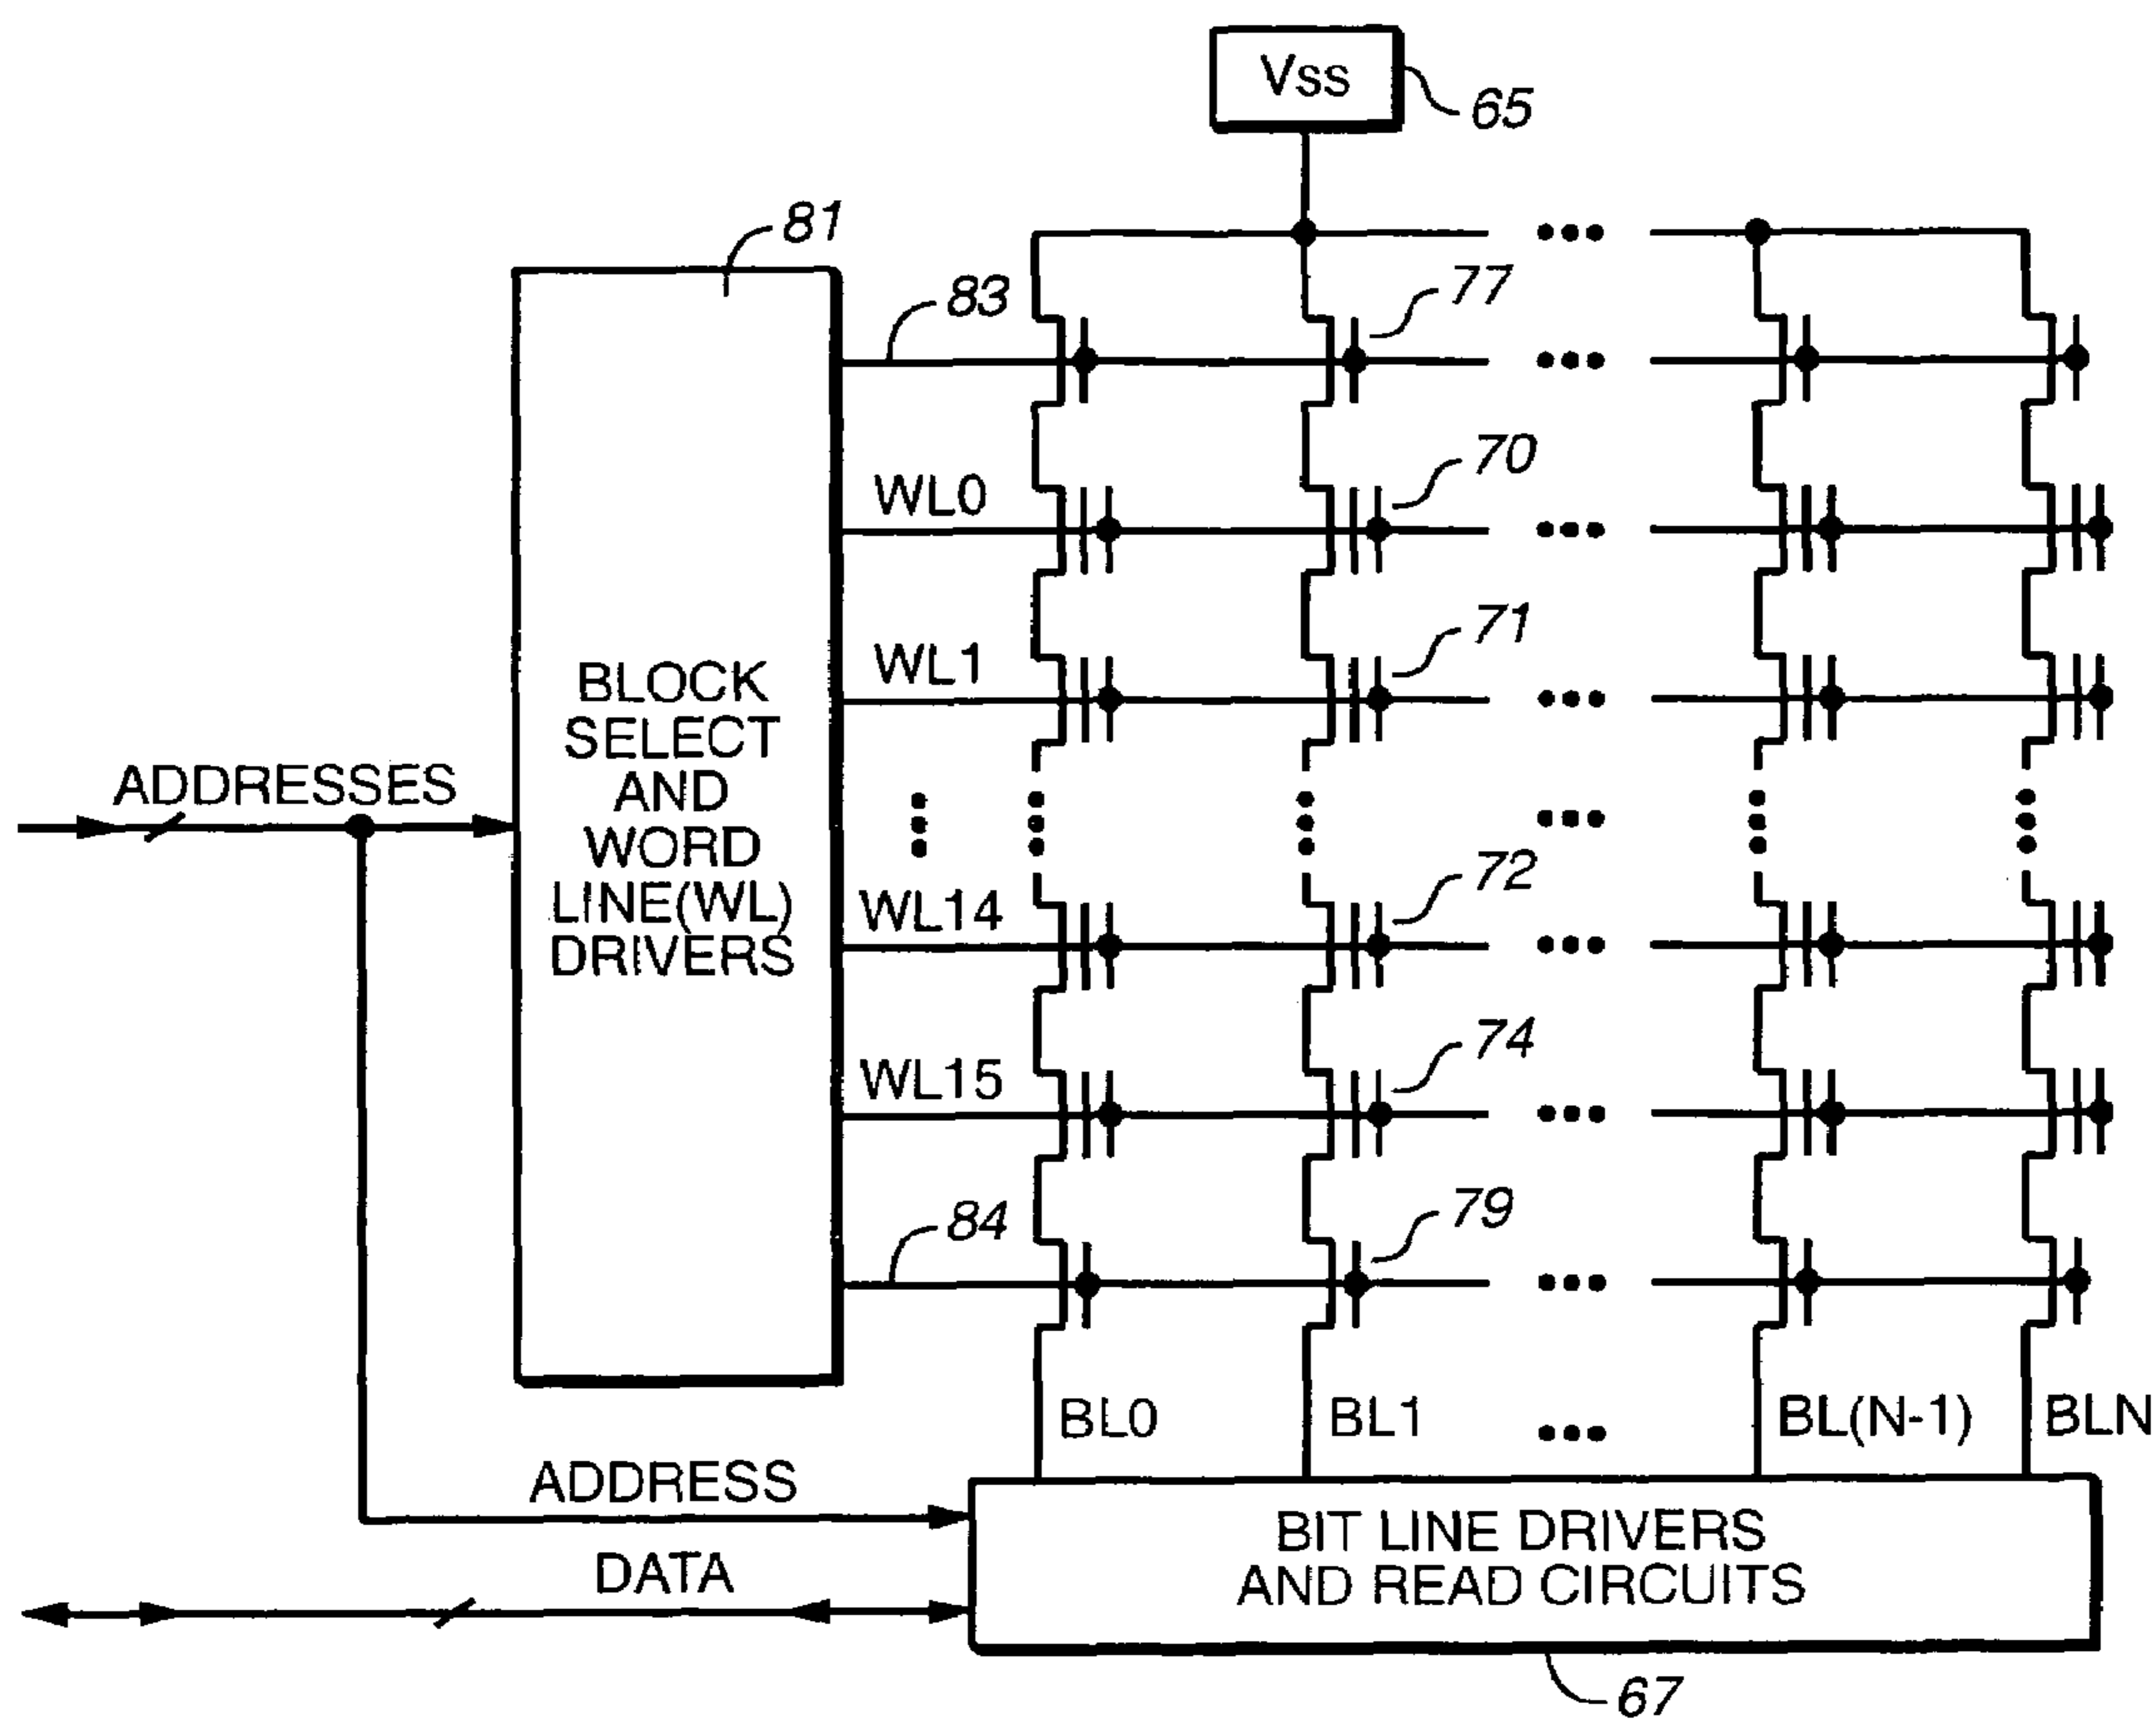 Vss
65
81
83
77
WL0
70
WL1
71
BLOCK
SELECT
AND
WORD
LINE(WL)
DRIVERS
ADDRESSES
WL14
72
WL15
74
84
79
BL0
BL1
BL(N-1)
BLN
ADDRESS
DATA
BIT LINE DRIVERS
AND READ CIRCUITS
67